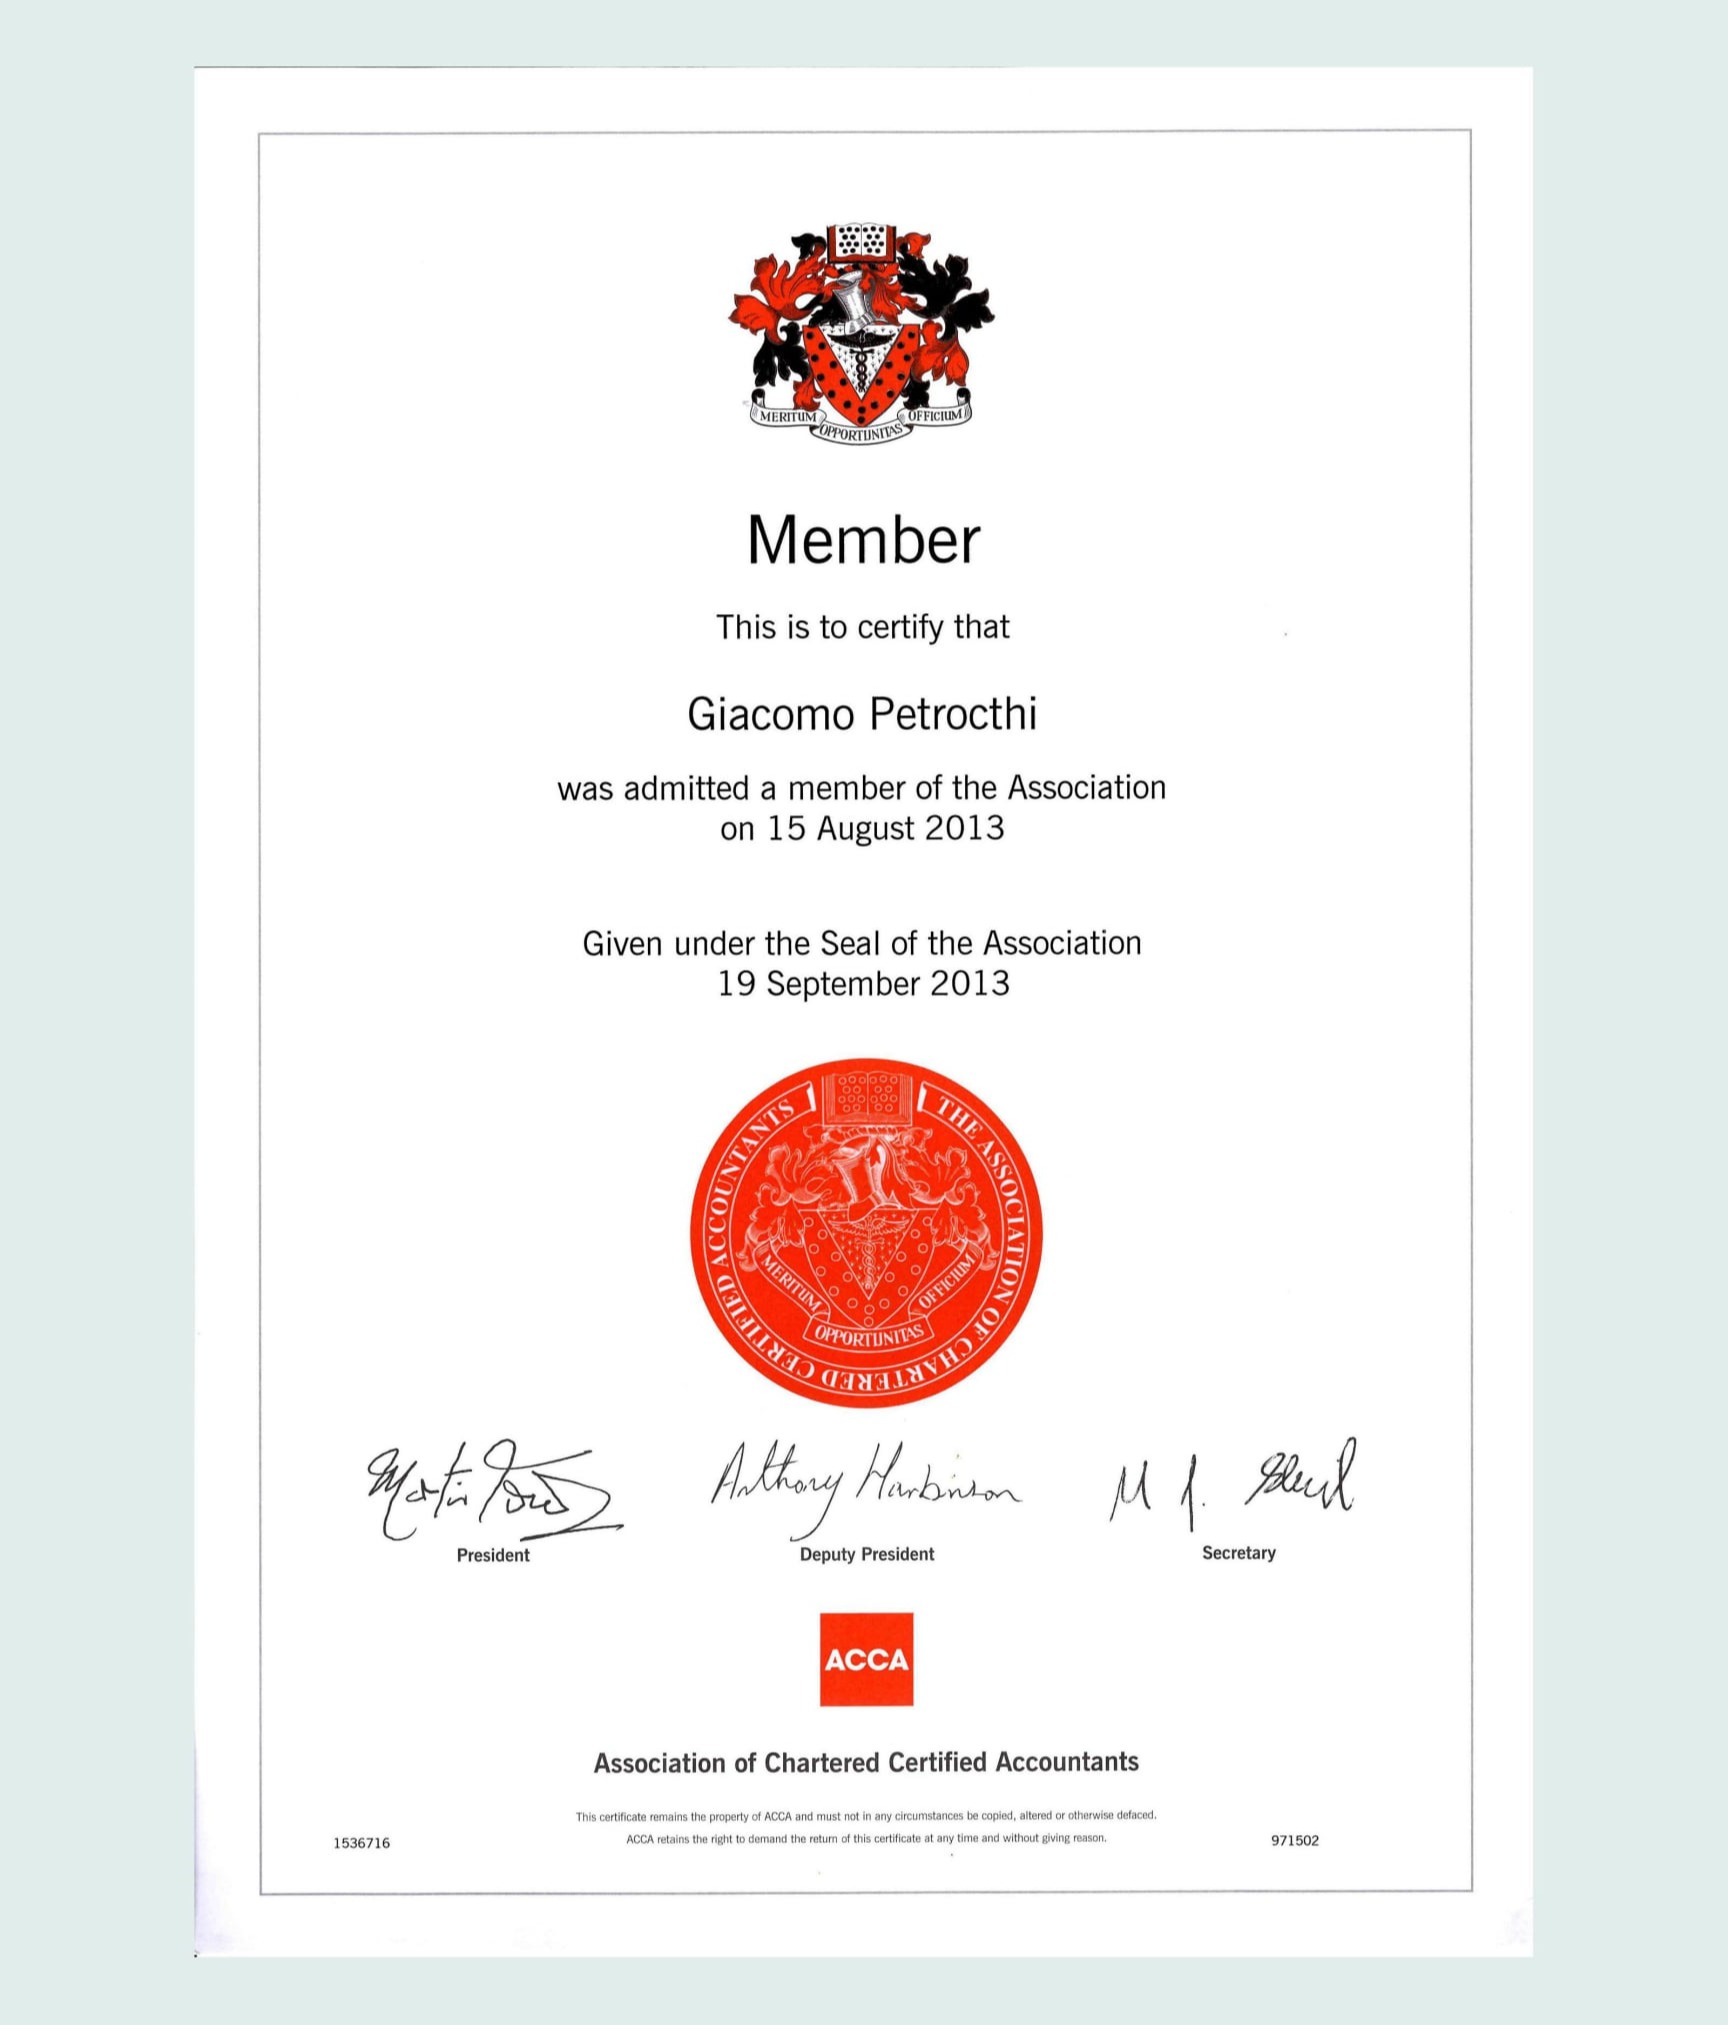 MERITUM OPPORTUNITAS OFFICIUM
Member
This is to certify that
Giacomo Petrocthi
was admitted a member of the Association
on 15 August 2013
Given under the Seal of the Association
19 September 2013
THE ASSOCIATION OF CHARTERED CERTIFIED ACCOUNTANTS
MERITUM OPPORTUNITAS OFFICIUM
Martin
Anthony Harbinson
President
Deputy President
Secretary
ACCA
Association of Chartered Certified Accountants
This certificate remains the property of ACCA and must not in any circumstances be copied, altered or otherwise defaced.
ACCA retains the right to demand the return of this certificate at any time and without giving reason.
1536716
971502